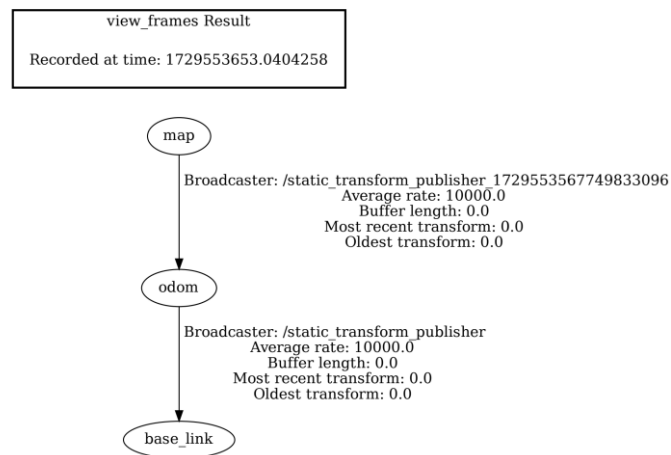 view_frames Result
Recorded at time: 1729553653.0404258
map
Broadcaster: /static_transform_publisher_1729553567749833096
Average rate: 10000.0
Buffer length: 0.0
Most recent transform: 0.0
Oldest transform: 0.0
odom
Broadcaster: /static_transform_publisher
Average rate: 10000.0
Buffer length: 0.0
Most recent transform: 0.0
Oldest transform: 0.0
base_link